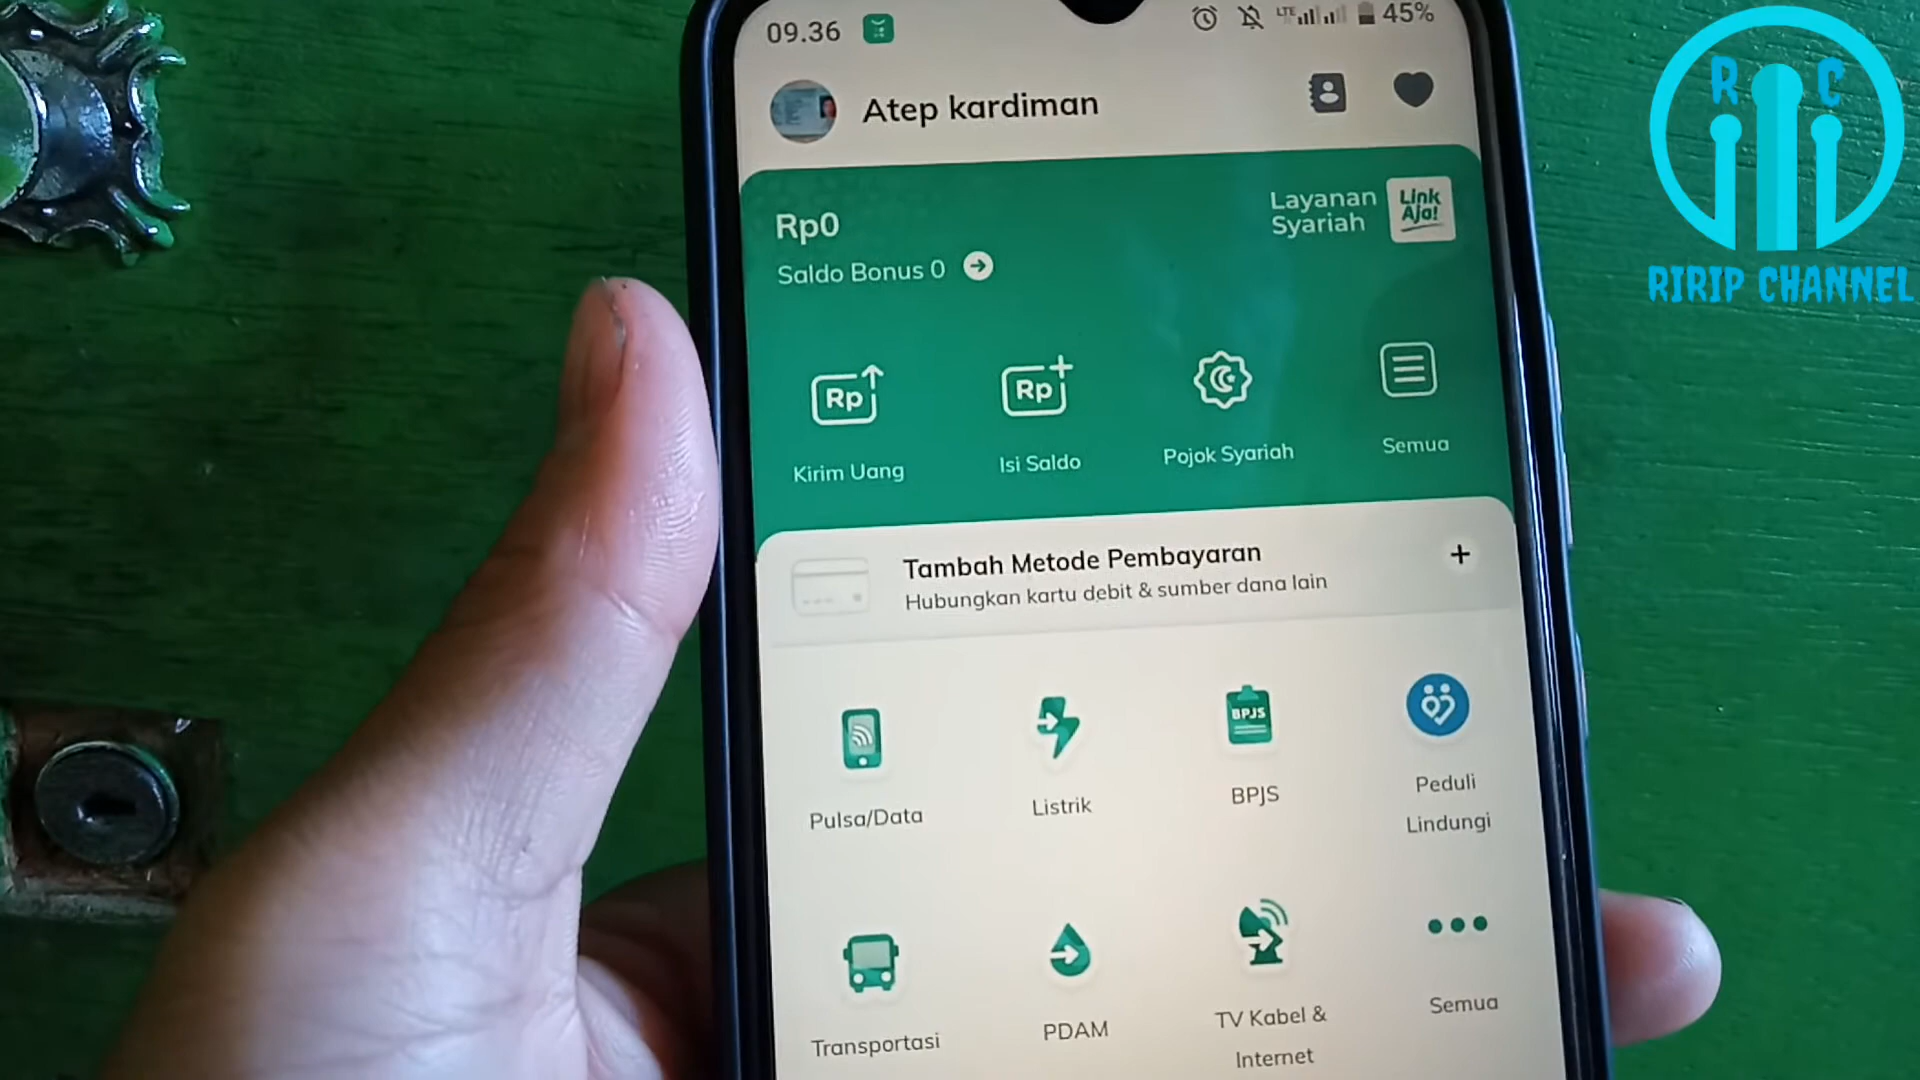 09.36
LTE
45%
R C
RIRIP CHANNEL
Atep kardiman
Rp0
Saldo Bonus 0
Layanan
Syariah
Link
Aja!
Rp
Rp
Kirim Uang
Isi Saldo
Pojok Syariah
Semua
Tambah Metode Pembayaran
Hubungkan kartu debit & sumber dana lain
BPJS
Pulsa/Data
Listrik
BPJS
Peduli
Lindungi
Transportasi
PDAM
TV Kabel &
Internet
Semua